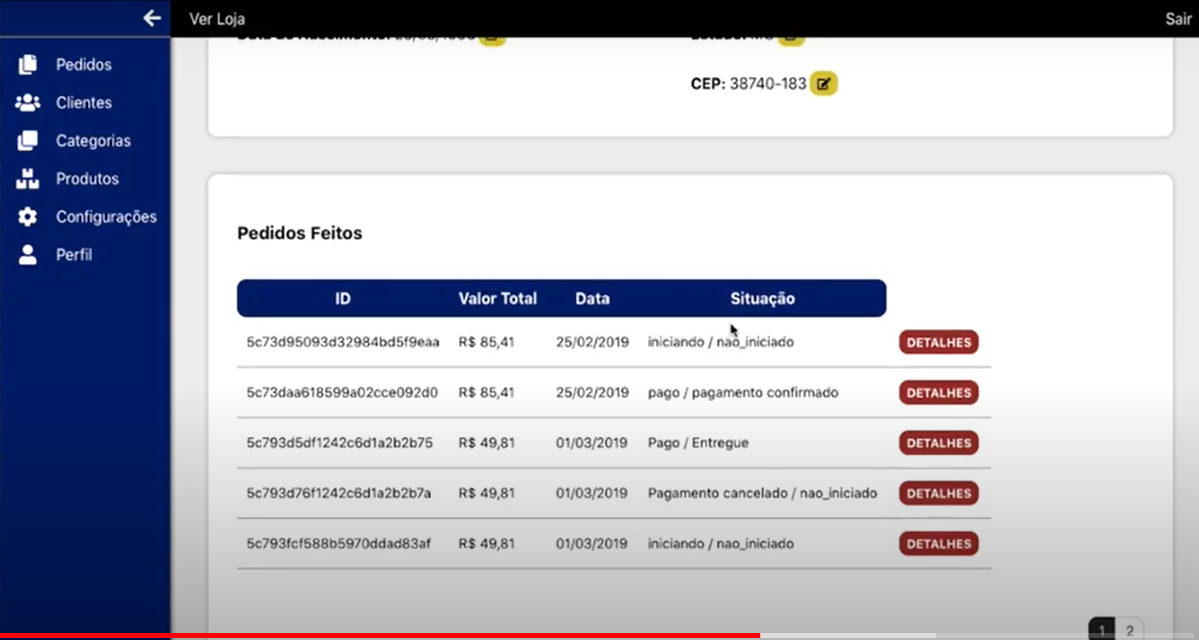 Ver Loja
Sair
Pedidos
Clientes
Categorias
Produtos
Configurações
Perfil
CEP: 38740-183
Pedidos Feitos
ID Valor Total Data Situação
5c73d95093d32984bd5f9eaa R$ 85,41 25/02/2019 iniciando / nao_iniciado DETALHES
5c73daa618599a02cce092d0 R$ 85,41 25/02/2019 pago / pagamento confirmado DETALHES
5c793d5df1242c6d1a2b2b75 R$ 49,81 01/03/2019 Pago / Entregue DETALHES
5c793d76f1242c6d1a2b2b7a R$ 49,81 01/03/2019 Pagamento cancelado / nao_iniciado DETALHES
5c793fcf588b5970ddad83af R$ 49,81 01/03/2019 iniciando / nao_iniciado DETALHES
1 2